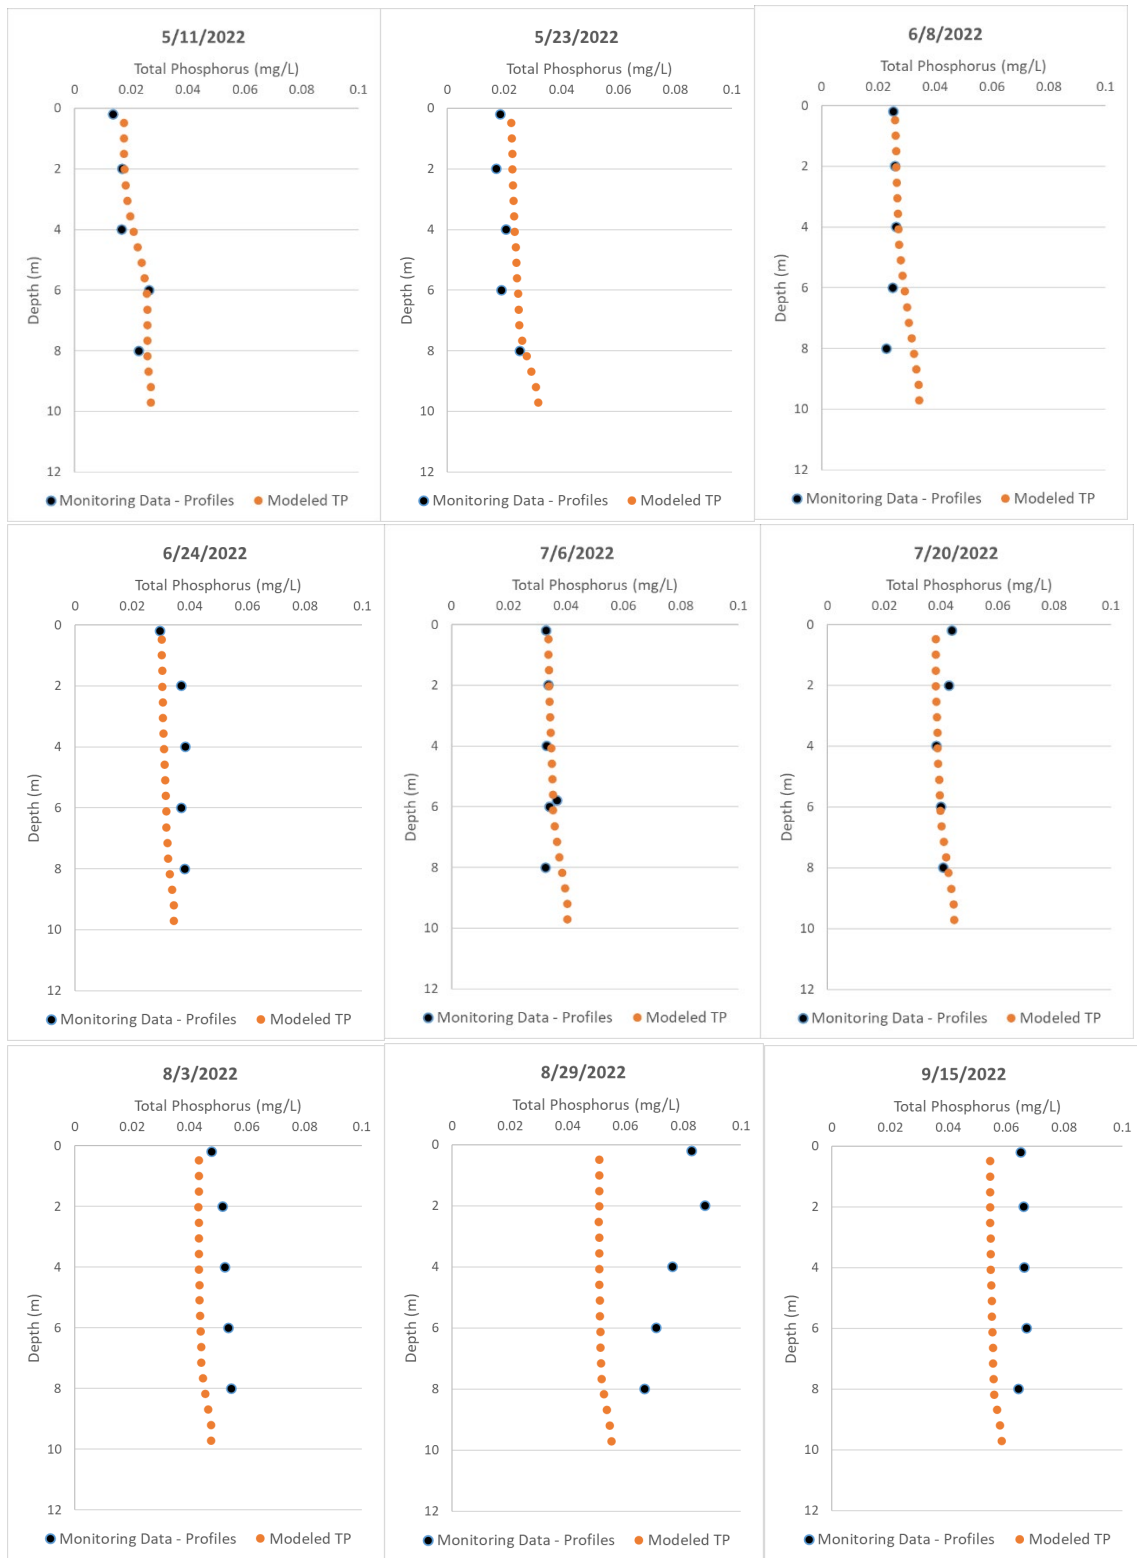 5/11/2022
Total Phosphorus (mg/L)
0 0.02 0.04 0.06 0.08 0.1
0
2
4
6
8
10
12
Depth (m)
Monitoring Data - Profiles Modeled TP
5/23/2022
Total Phosphorus (mg/L)
0 0.02 0.04 0.06 0.08 0.1
0
2
4
6
8
10
12
Depth (m)
Monitoring Data - Profiles Modeled TP
6/8/2022
Total Phosphorus (mg/L)
0 0.02 0.04 0.06 0.08 0.1
0
2
4
6
8
10
12
Depth (m)
Monitoring Data - Profiles Modeled TP
6/24/2022
Total Phosphorus (mg/L)
0 0.02 0.04 0.06 0.08 0.1
0
2
4
6
8
10
12
Depth (m)
Monitoring Data - Profiles Modeled TP
7/6/2022
Total Phosphorus (mg/L)
0 0.02 0.04 0.06 0.08 0.1
0
2
4
6
8
10
12
Depth (m)
Monitoring Data - Profiles Modeled TP
7/20/2022
Total Phosphorus (mg/L)
0 0.02 0.04 0.06 0.08 0.1
0
2
4
6
8
10
12
Depth (m)
Monitoring Data - Profiles Modeled TP
8/3/2022
Total Phosphorus (mg/L)
0 0.02 0.04 0.06 0.08 0.1
0
2
4
6
8
10
12
Depth (m)
Monitoring Data - Profiles Modeled TP
8/29/2022
Total Phosphorus (mg/L)
0 0.02 0.04 0.06 0.08 0.1
0
2
4
6
8
10
12
Depth (m)
Monitoring Data - Profiles Modeled TP
9/15/2022
Total Phosphorus (mg/L)
0 0.02 0.04 0.06 0.08 0.1
0
2
4
6
8
10
12
Depth (m)
Monitoring Data - Profiles Modeled TP